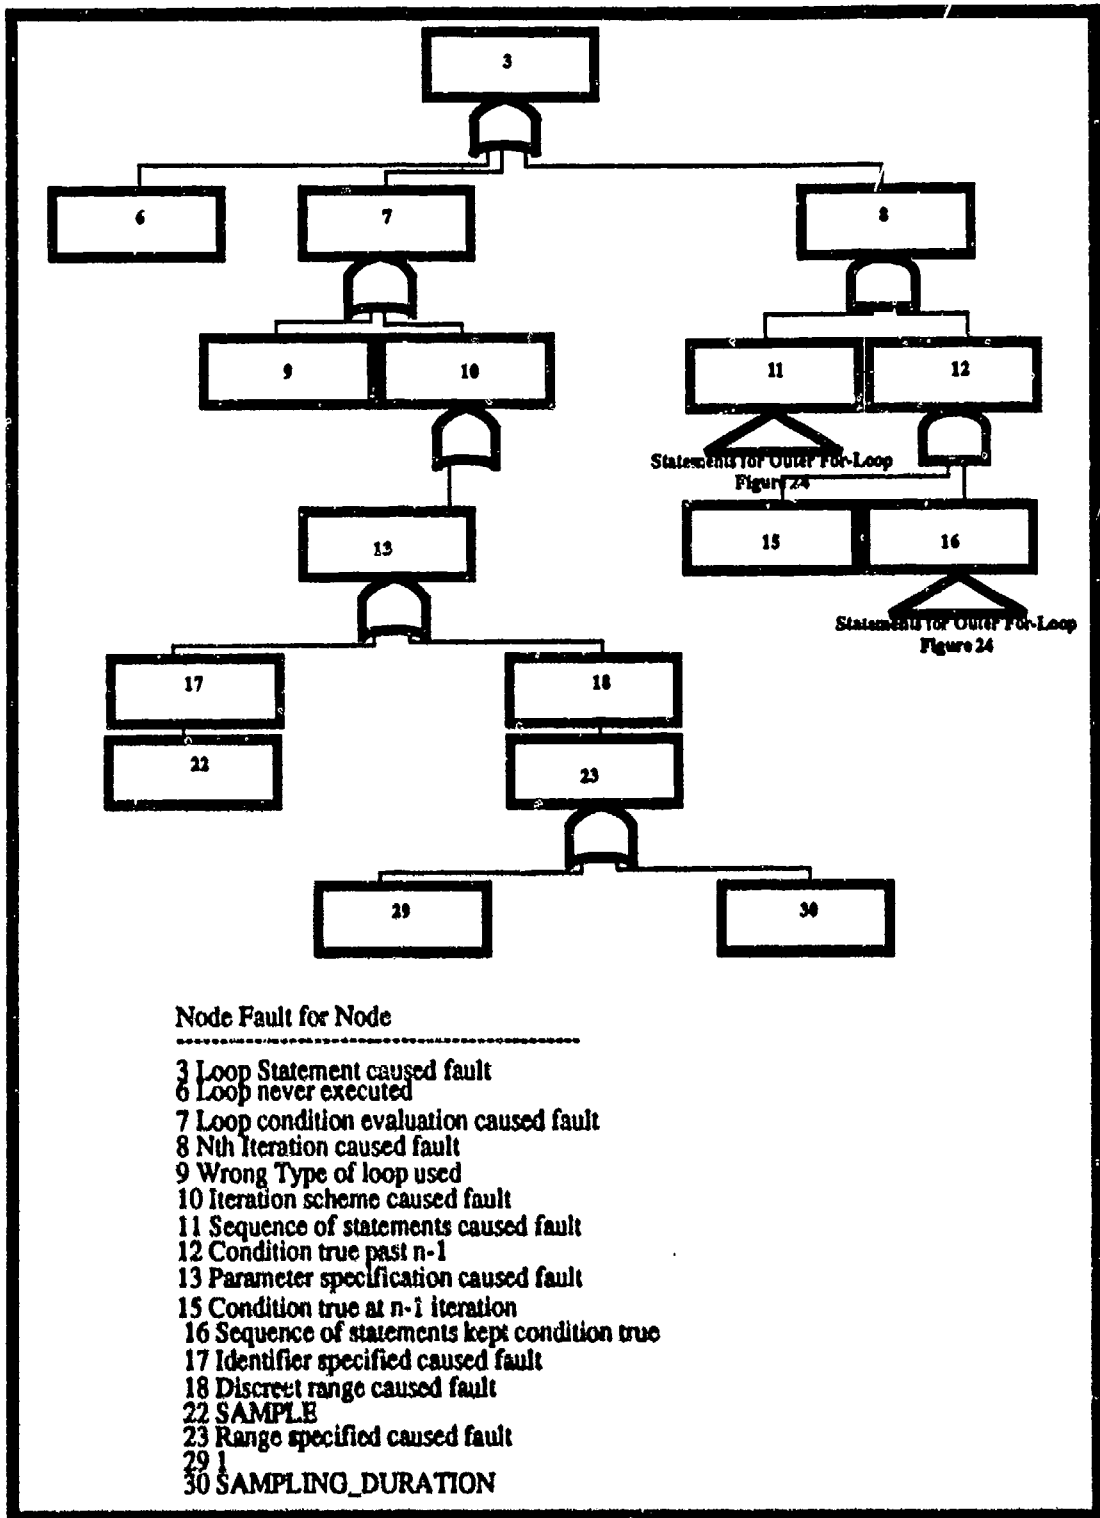 3
6
7
8
9
10
11
12
Statements for Outer For-Loop
Figure 24
13
15
16
Statements for Outer For-Loop
Figure 24
17
18
22
23
29
30
Node Fault for Node
----------------------------------------
3 Loop Statement caused fault
6 Loop never executed
7 Loop condition evaluation caused fault
8 Nth Iteration caused fault
9 Wrong Type of loop used
10 Iteration scheme caused fault
11 Sequence of statements caused fault
12 Condition true past n-1
13 Parameter specification caused fault
15 Condition true at n-1 iteration
16 Sequence of statements kept condition true
17 Identifier specified caused fault
18 Discreet range caused fault
22 SAMPLE
23 Range specified caused fault
29 1
30 SAMPLING_DURATION